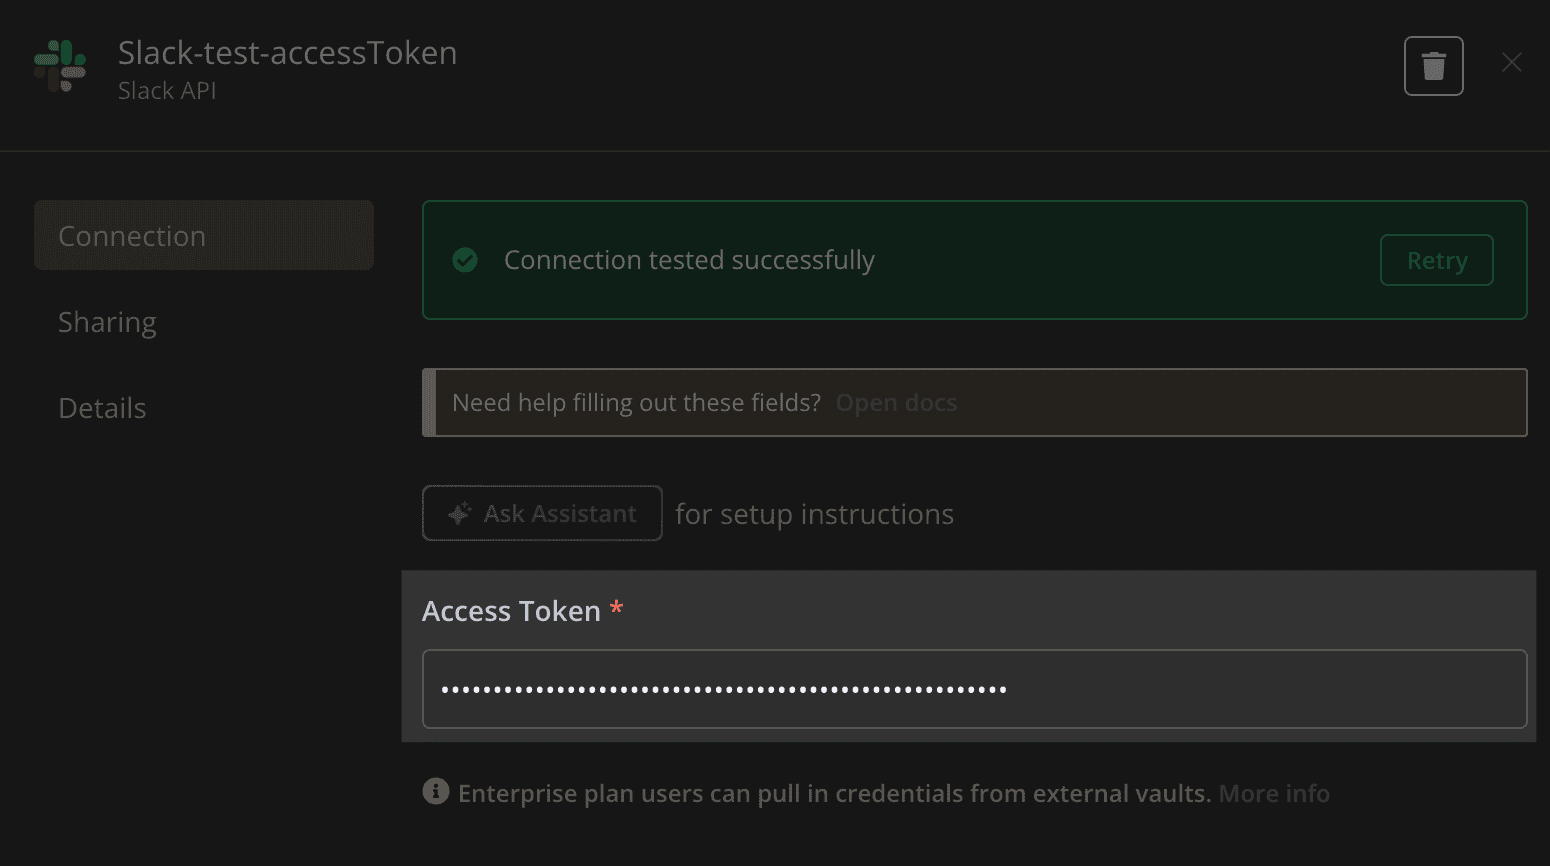 Slack-test-accessToken
Slack API
Connection
Sharing
Details
Connection tested successfully
Retry
Need help filling out these fields? Open docs
Ask Assistant for setup instructions
Access Token *
••••••••••••••••••••••••••••••••••••••••••••••••••••••
Enterprise plan users can pull in credentials from external vaults. More info